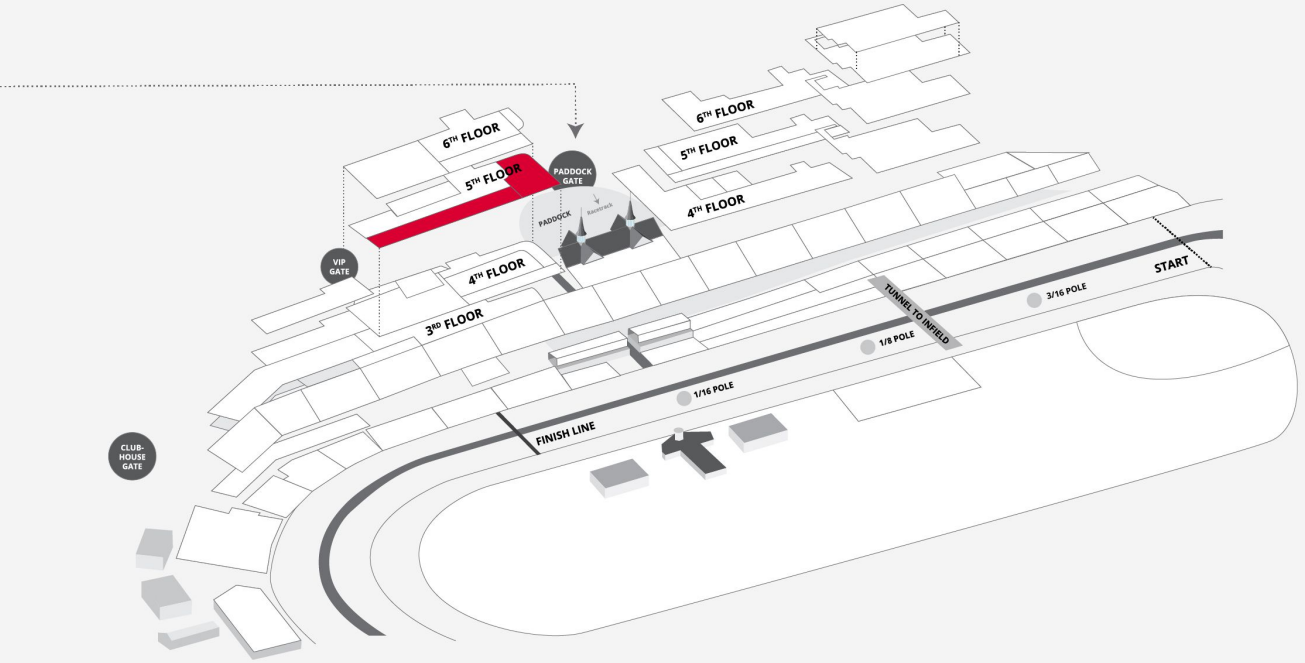 6TH FLOOR
5TH FLOOR
PADDOCK
GATE
PADDOCK
Racetrack
6TH FLOOR
5TH FLOOR
4TH FLOOR
VIP
GATE
4TH FLOOR
3RD FLOOR
START
TUNNEL TO INFIELD
3/16 POLE
1/8 POLE
1/16 POLE
FINISH LINE
CLUB-
HOUSE
GATE